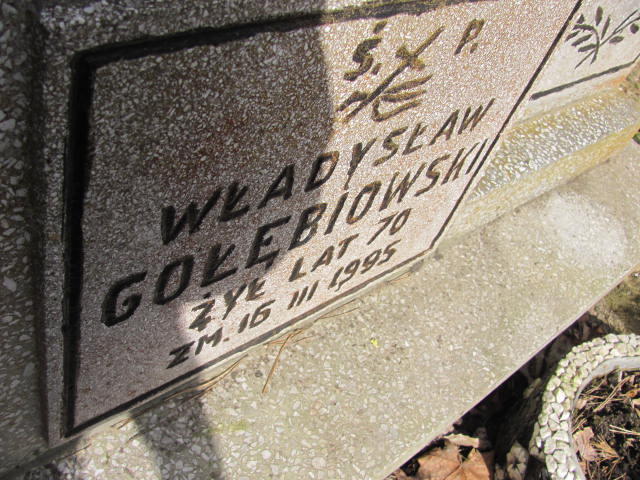 Ś. P.
WŁADYSŁAW
GOŁĘBIOWSKI
ŻYŁ LAT 70
ZM. 16 III 1995